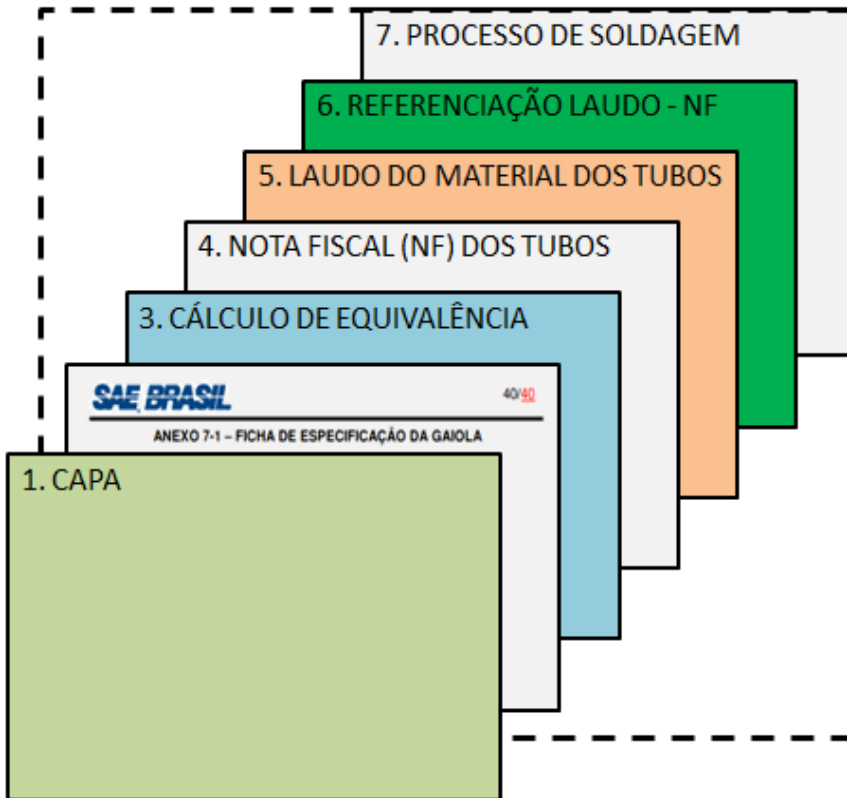 7. PROCESSO DE SOLDAGEM
6. REFERENCIAÇÃO LAUDO - NF
5. LAUDO DO MATERIAL DOS TUBOS
4. NOTA FISCAL (NF) DOS TUBOS
3. CÁLCULO DE EQUIVALÊNCIA
SAE BRASIL 40/40
ANEXO 7-1 – FICHA DE ESPECIFICAÇÃO DA GAIOLA
1. CAPA